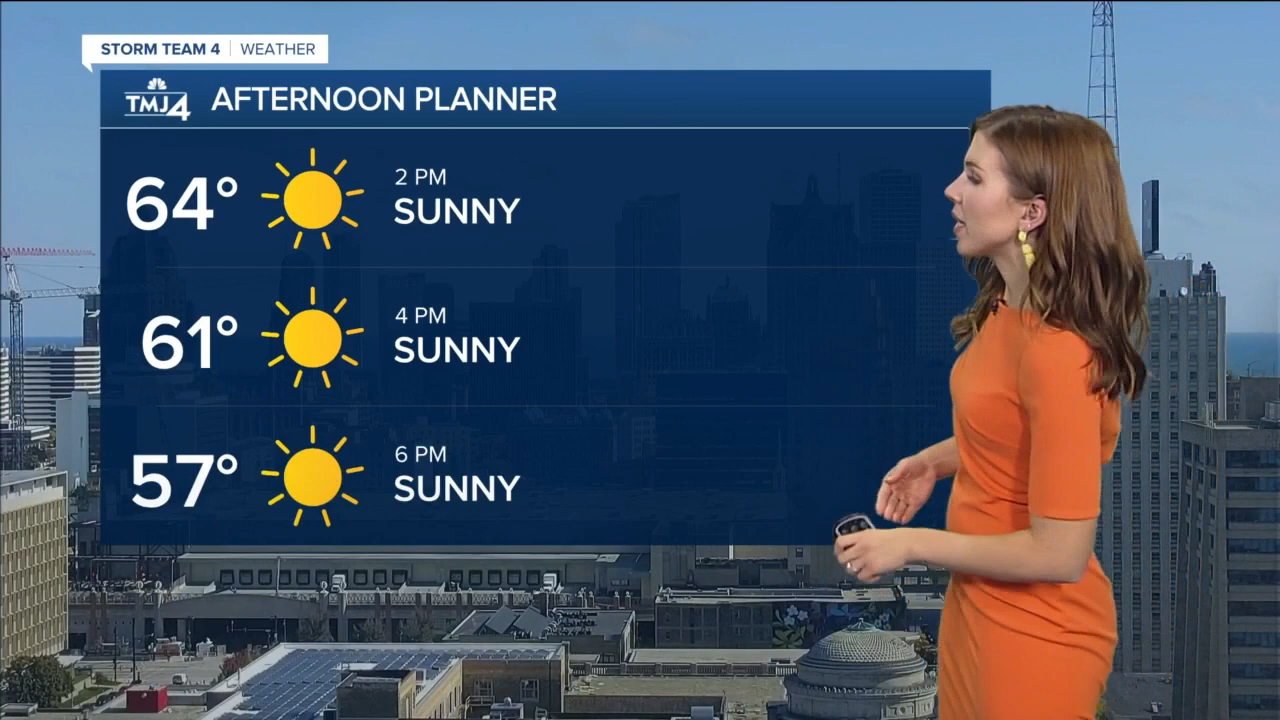 STORM TEAM 4 | WEATHER
TMJ4 AFTERNOON PLANNER
64° 2 PM
SUNNY
61° 4 PM
SUNNY
57° 6 PM
SUNNY